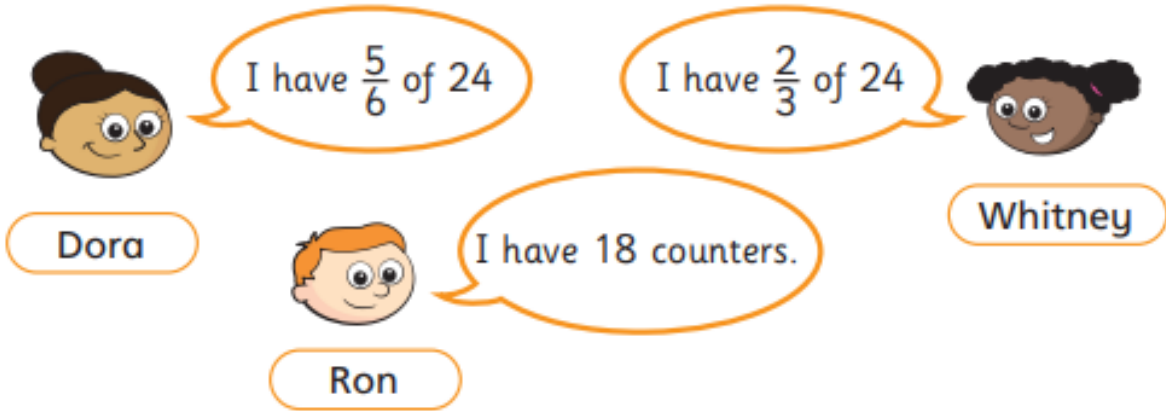 I have 5/6 of 24
I have 2/3 of 24
Dora
Whitney
I have 18 counters.
Ron